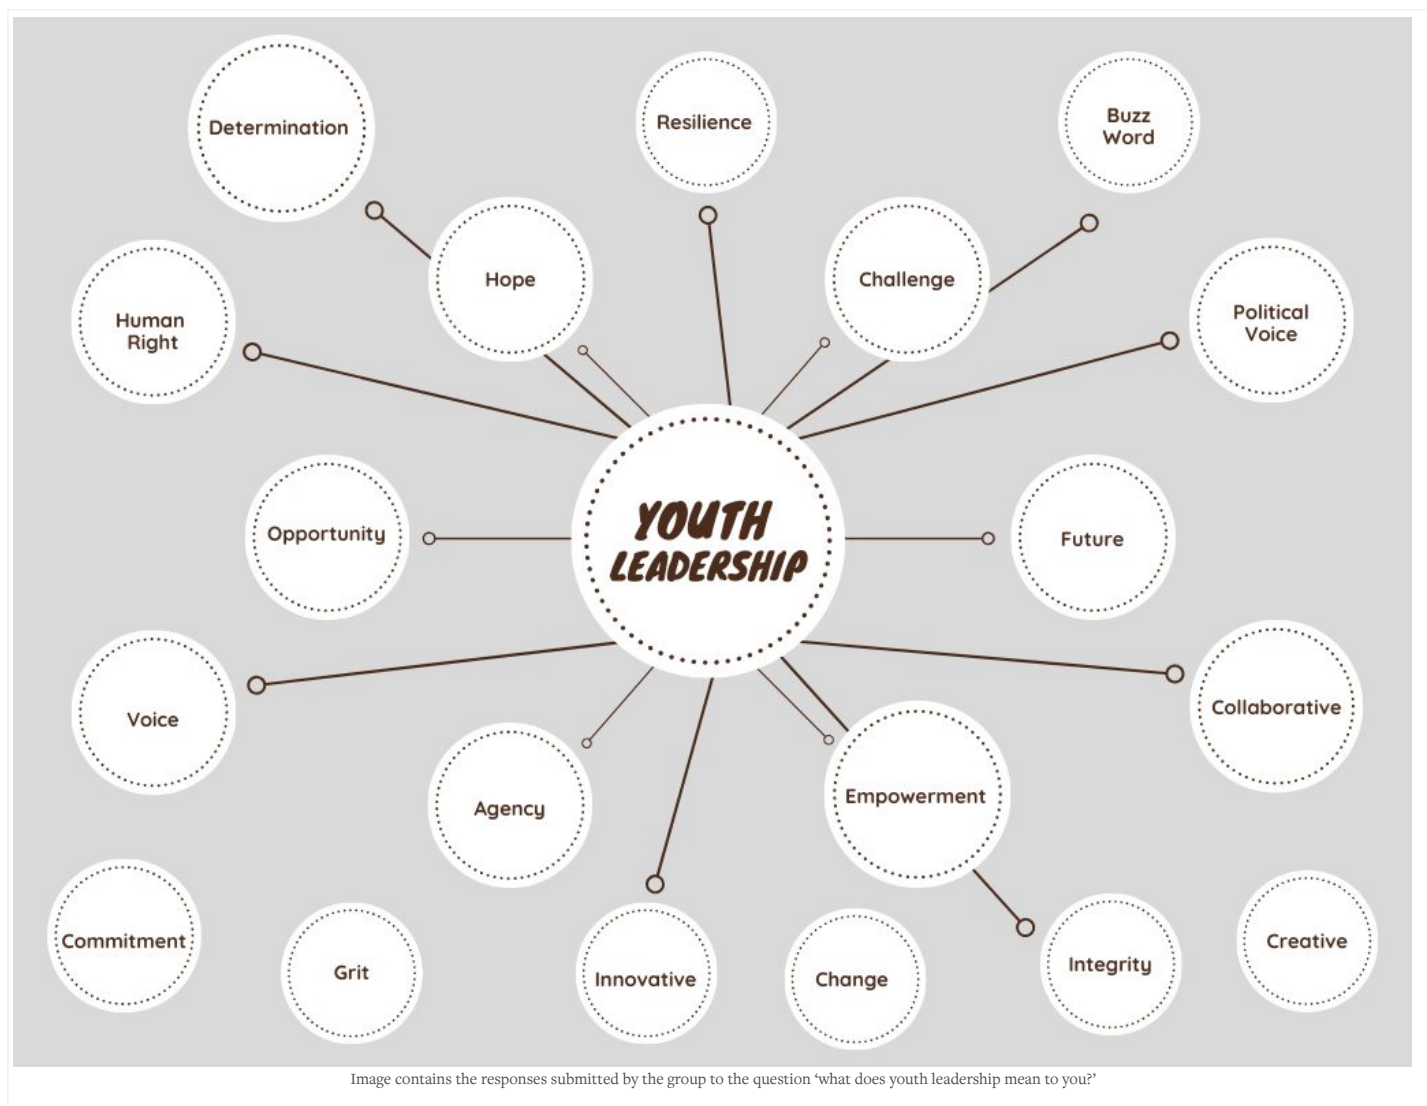 Determination
Resilience
Buzz
Word
Hope
Challenge
Human
Right
Political
Voice
YOUTH
LEADERSHIP
Opportunity
Future
Voice
Collaborative
Agency
Empowerment
Commitment
Grit
Innovative
Change
Integrity
Creative
Image contains the responses submitted by the group to the question ‘what does youth leadership mean to you?’